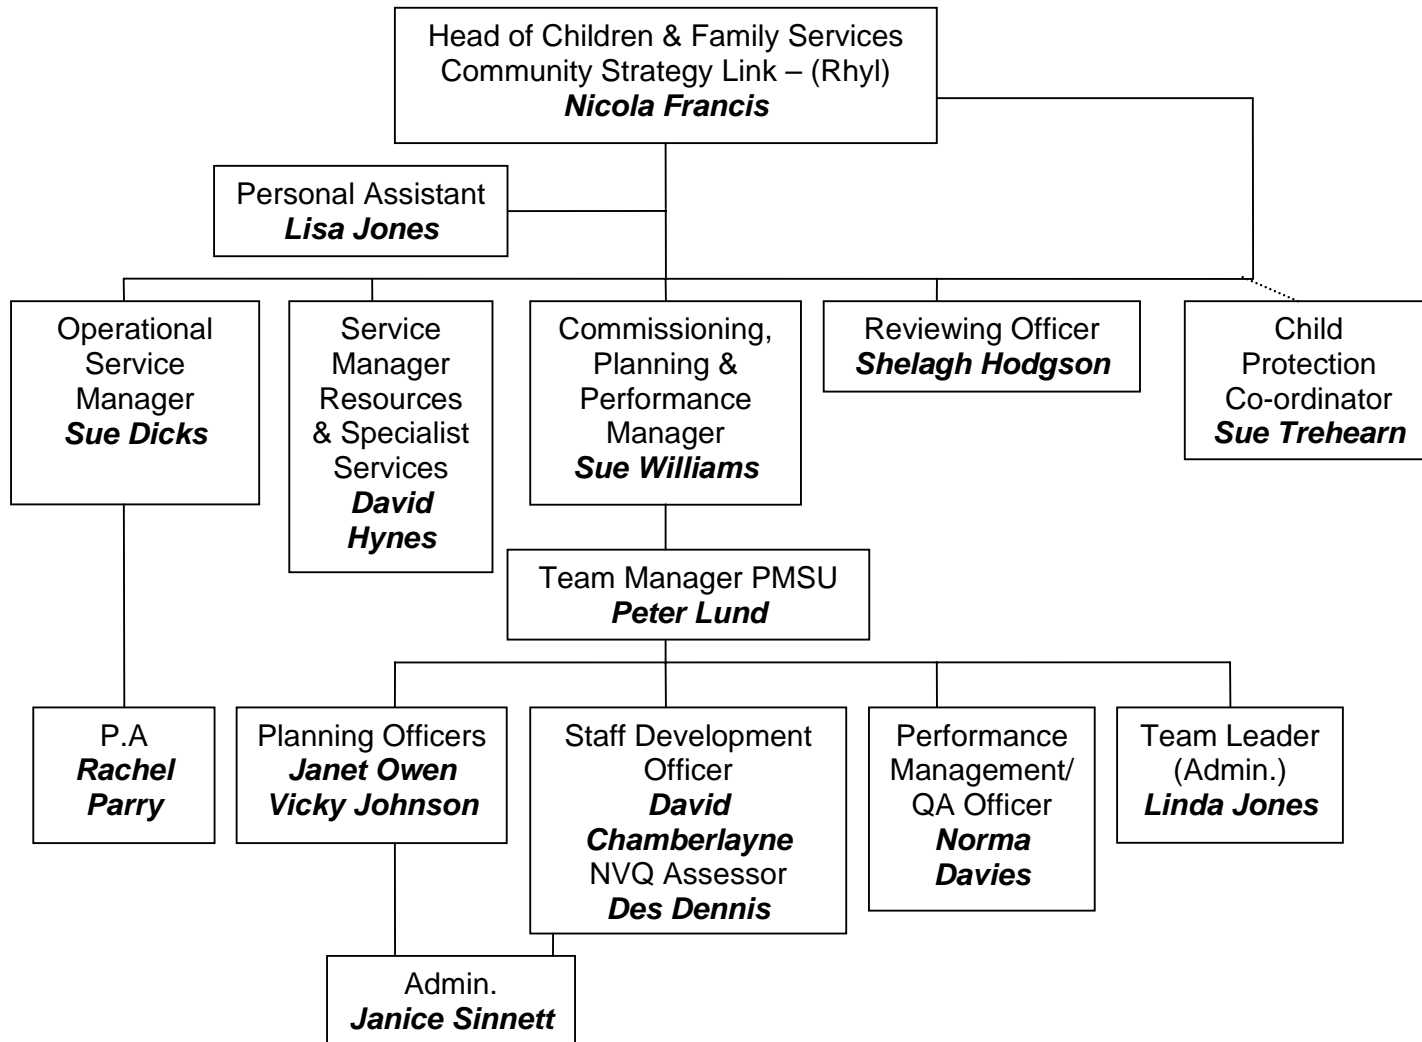 Head of Children & Family Services
Community Strategy Link – (Rhyl)
Nicola Francis
Personal Assistant
Lisa Jones
Operational
Service
Manager
Sue Dicks
Service
Manager
Resources
& Specialist
Services
David
Hynes
Commissioning,
Planning &
Performance
Manager
Sue Williams
Reviewing Officer
Shelagh Hodgson
Child
Protection
Co-ordinator
Sue Trehearn
Team Manager PMSU
Peter Lund
P.A
Rachel
Parry
Planning Officers
Janet Owen
Vicky Johnson
Staff Development
Officer
David
Chamberlayne
NVQ Assessor
Des Dennis
Performance
Management/
QA Officer
Norma
Davies
Team Leader
(Admin.)
Linda Jones
Admin.
Janice Sinnett